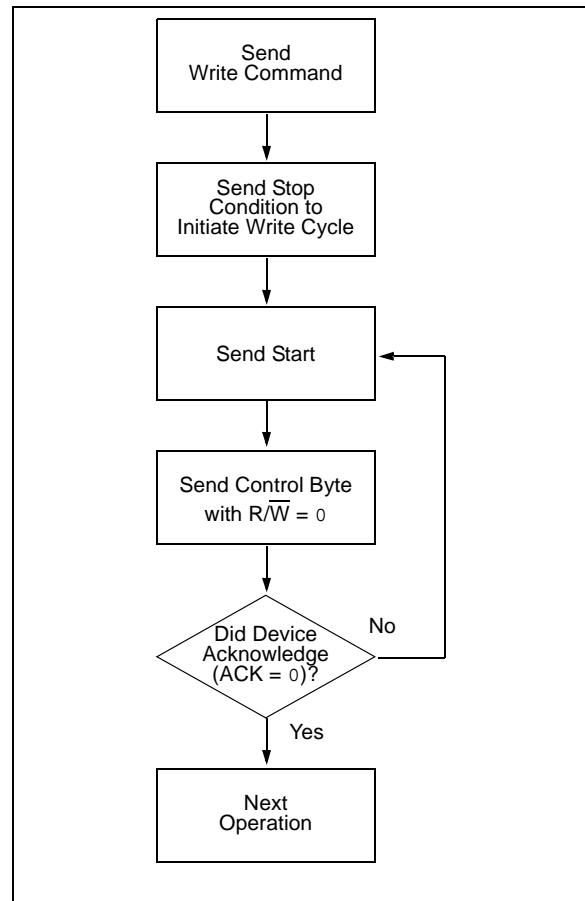 Send
Write Command
Send Stop
Condition to
Initiate Write Cycle
Send Start
Send Control Byte
with R/W̅ = 0
Did Device
Acknowledge
(ACK = 0)?
No
Yes
Next
Operation